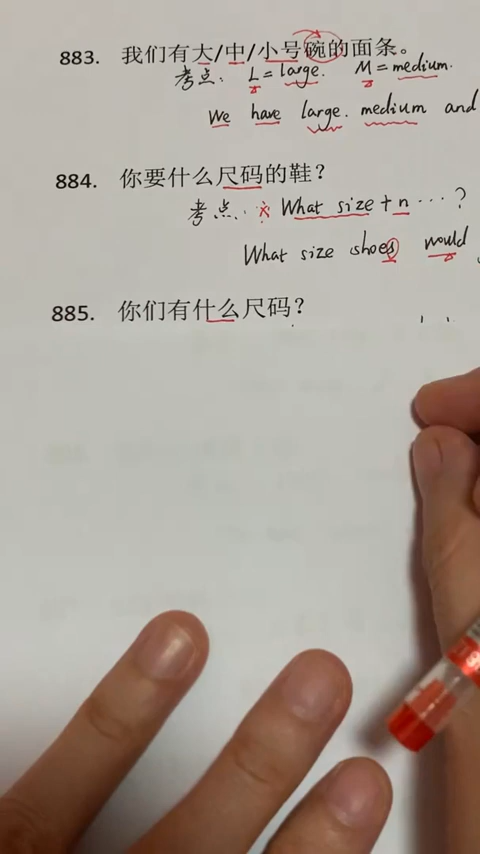 883. 我们有大/中/小号碗的面条。
考点: L = large. M = medium.
We have large. medium and
884. 你要什么尺码的鞋？
考点: ※ What size + n ...?
What size shoes would
885. 你们有什么尺码？